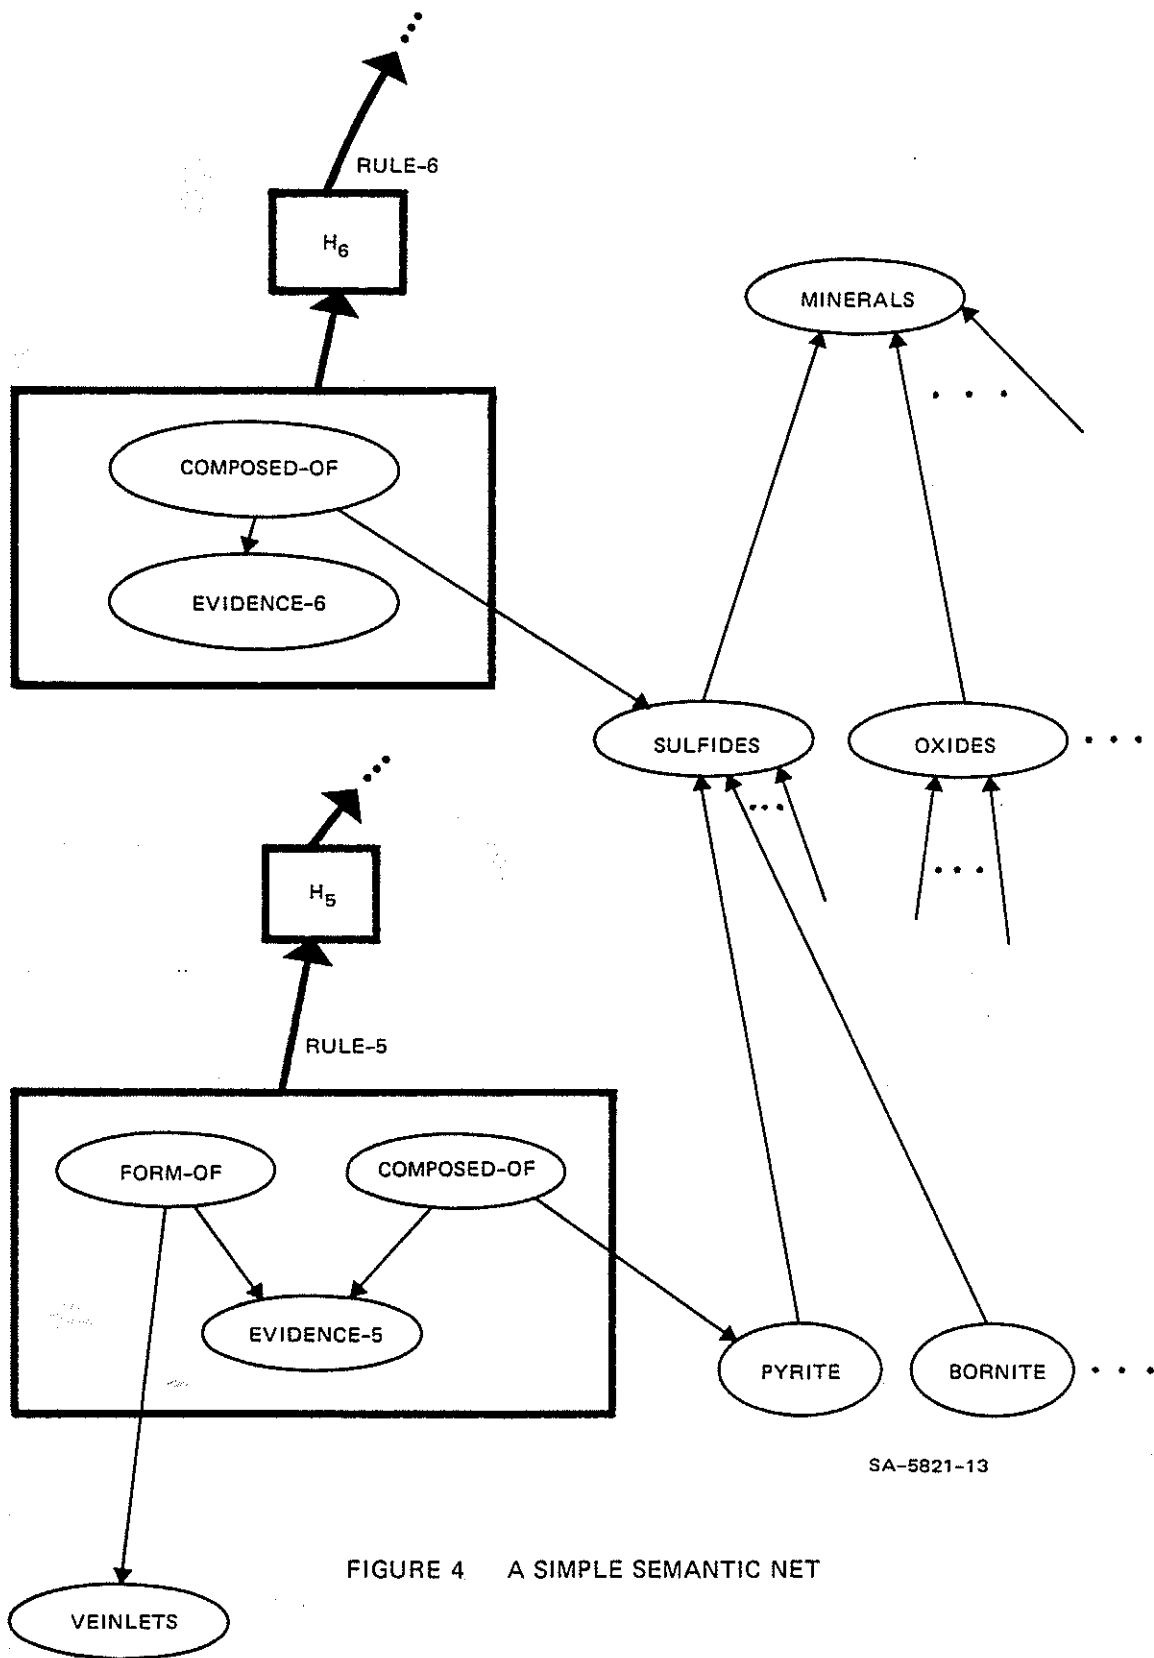 RULE-6
H6
MINERALS
COMPOSED-OF
EVIDENCE-6
SULFIDES
OXIDES
H5
RULE-5
FORM-OF
COMPOSED-OF
EVIDENCE-5
PYRITE
BORNITE
SA-5821-13
FIGURE 4 A SIMPLE SEMANTIC NET
VEINLETS